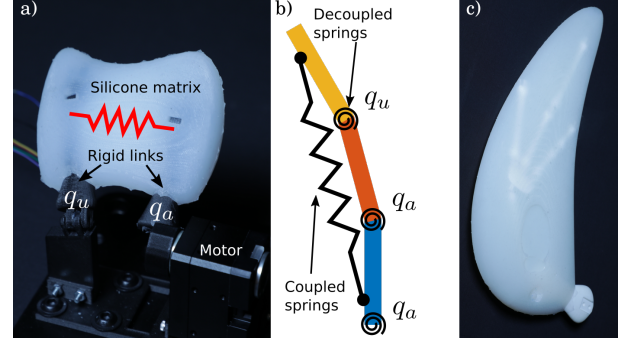 a)
Silicone matrix
Rigid links
q_u
q_a
Motor
b)
Decoupled
springs
q_u
q_a
Coupled
springs
q_a
c)